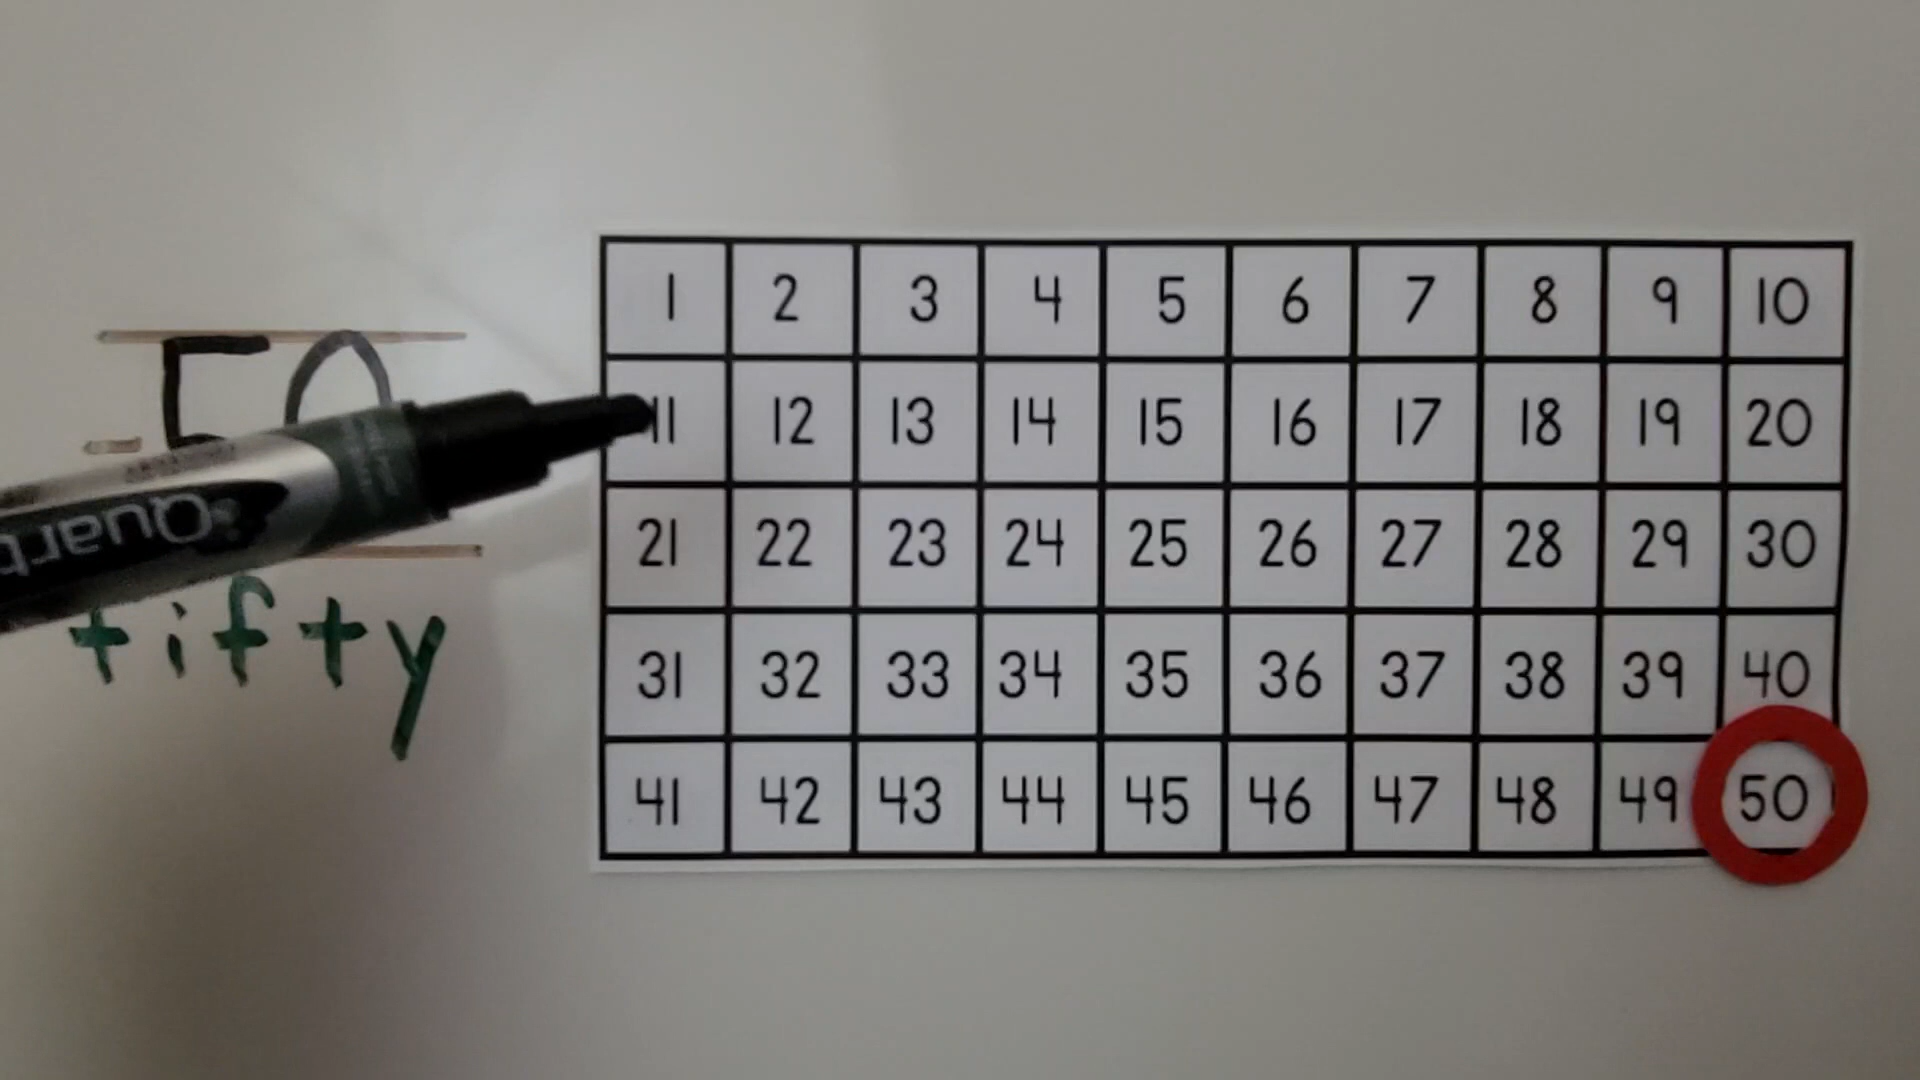 50
fifty
Quart
1 2 3 4 5 6 7 8 9 10
11 12 13 14 15 16 17 18 19 20
21 22 23 24 25 26 27 28 29 30
31 32 33 34 35 36 37 38 39 40
41 42 43 44 45 46 47 48 49 50